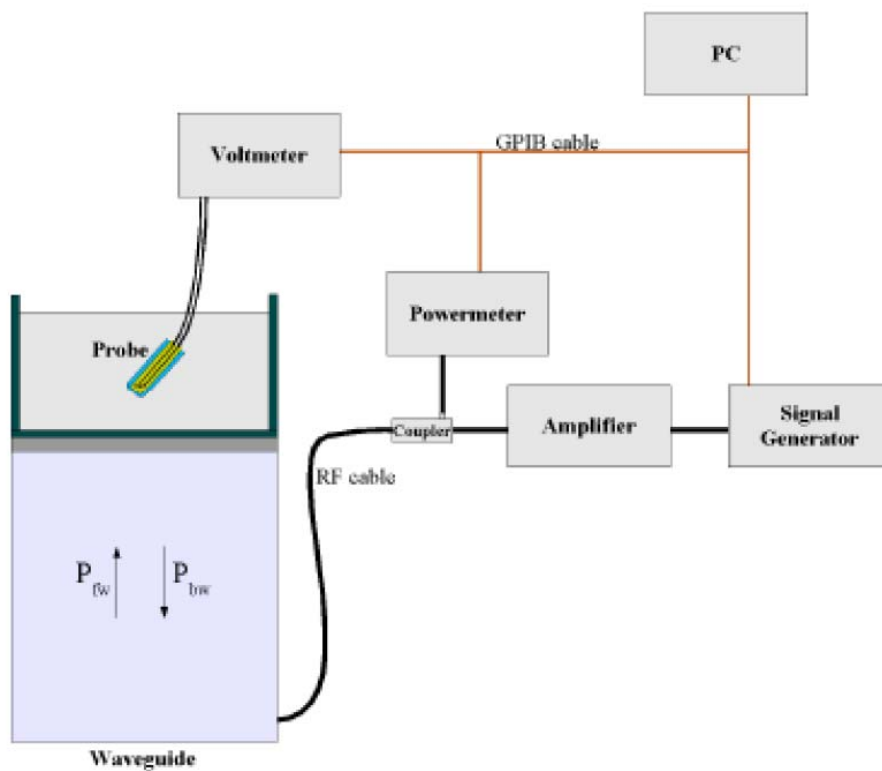 PC
Voltmeter
GPIB cable
Powermeter
Probe
Coupler
Amplifier
Signal
Generator
RF cable
P fw
P bw
Waveguide